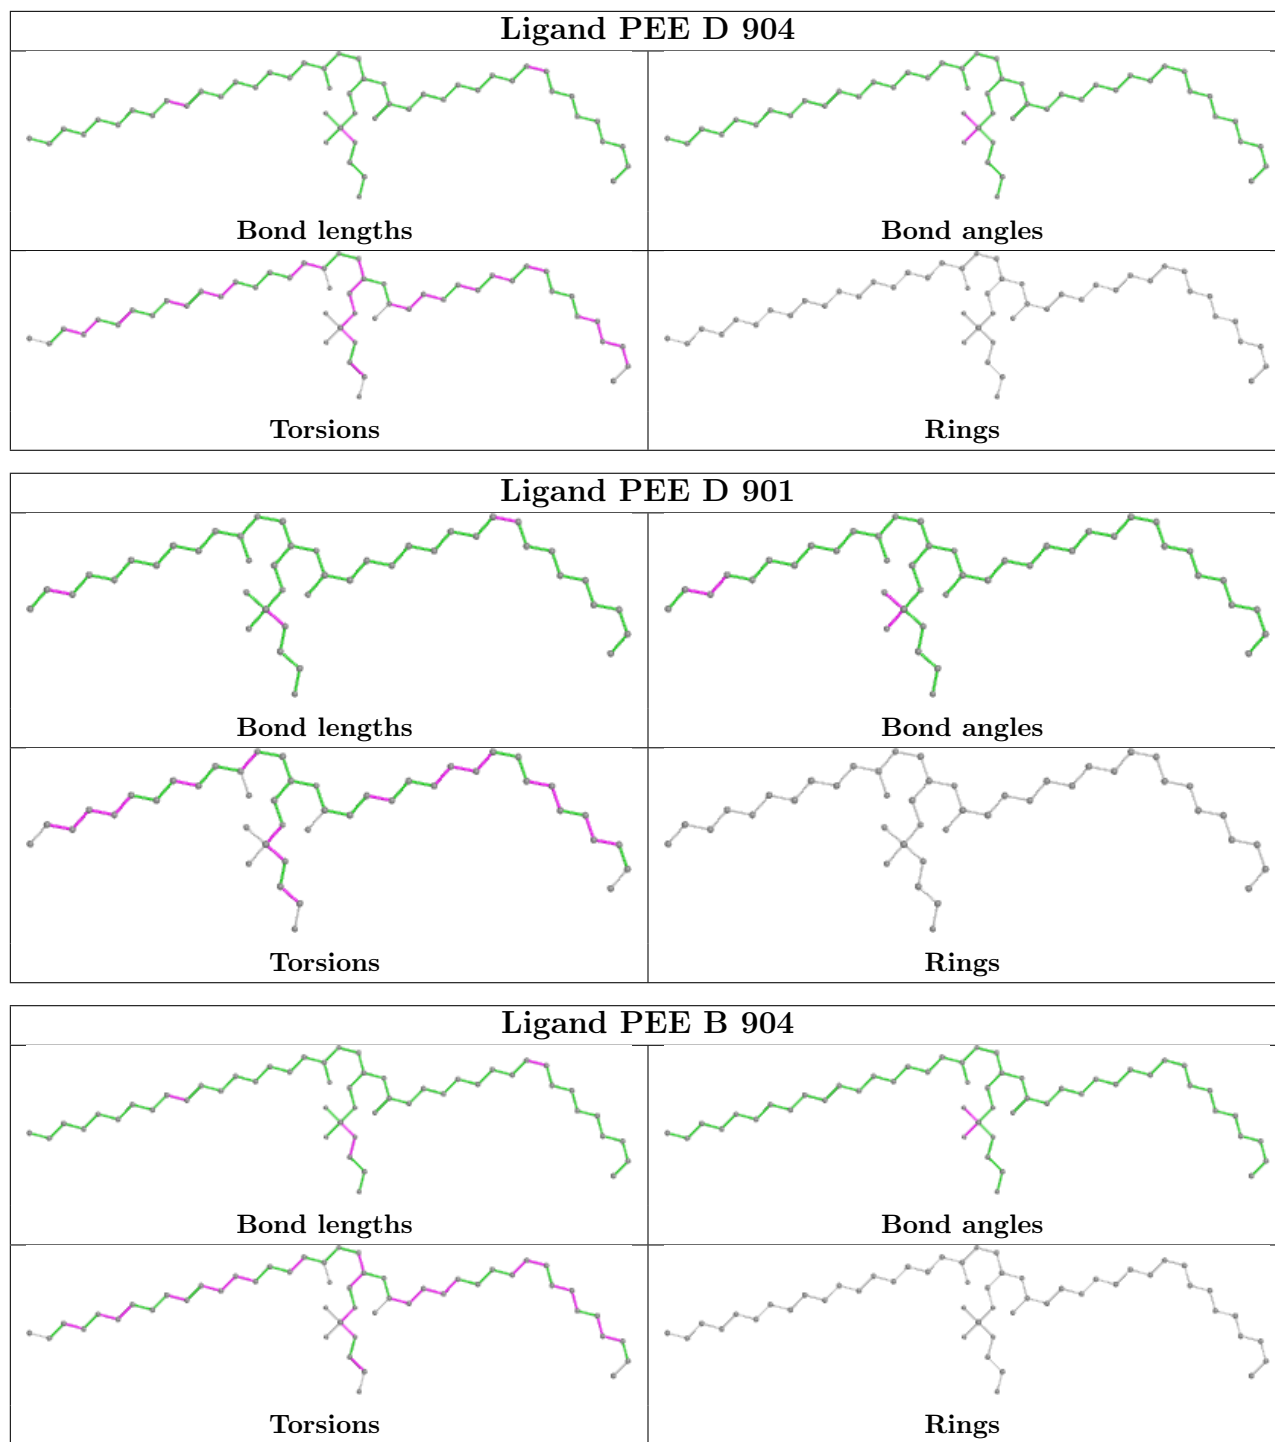 Ligand PEE D 904
Bond lengths
Bond angles
Torsions
Rings
Ligand PEE D 901
Bond lengths
Bond angles
Torsions
Rings
Ligand PEE B 904
Bond lengths
Bond angles
Torsions
Rings